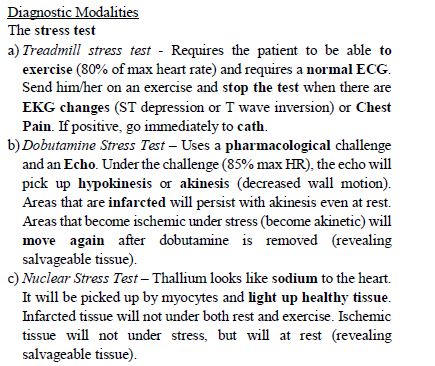 Diagnostic Modalities
The stress test
a) Treadmill stress test - Requires the patient to be able to
exercise (80% of max heart rate) and requires a normal ECG.
Send him/her on an exercise and stop the test when there are
EKG changes (ST depression or T wave inversion) or Chest
Pain. If positive, go immediately to cath.
b) Dobutamine Stress Test – Uses a pharmacological challenge
and an Echo. Under the challenge (85% max HR), the echo will
pick up hypokinesis or akinesis (decreased wall motion).
Areas that are infarcted will persist with akinesis even at rest.
Areas that become ischemic under stress (become akinetic) will
move again after dobutamine is removed (revealing
salvageable tissue).
c) Nuclear Stress Test – Thallium looks like sodium to the heart.
It will be picked up by myocytes and light up healthy tissue.
Infarcted tissue will not under both rest and exercise. Ischemic
tissue will not under stress, but will at rest (revealing
salvageable tissue).